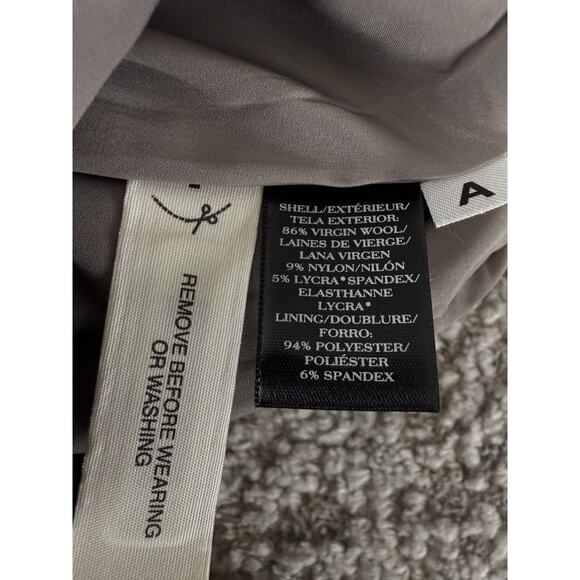 SHELL/EXTÉRIEUR/
TELA EXTERIOR:
86% VIRGIN WOOL/
LAINES DE VIERGE/
LANA VIRGEN
9% NYLON/NILÓN
5% LYCRA® SPANDEX/
ELASTHANNE
LYCRA®
LINING/DOUBLURE/
FORRO:
94% POLYESTER/
POLIÉSTER
6% SPANDEX
A
REMOVE BEFORE WEARING
OR WASHING